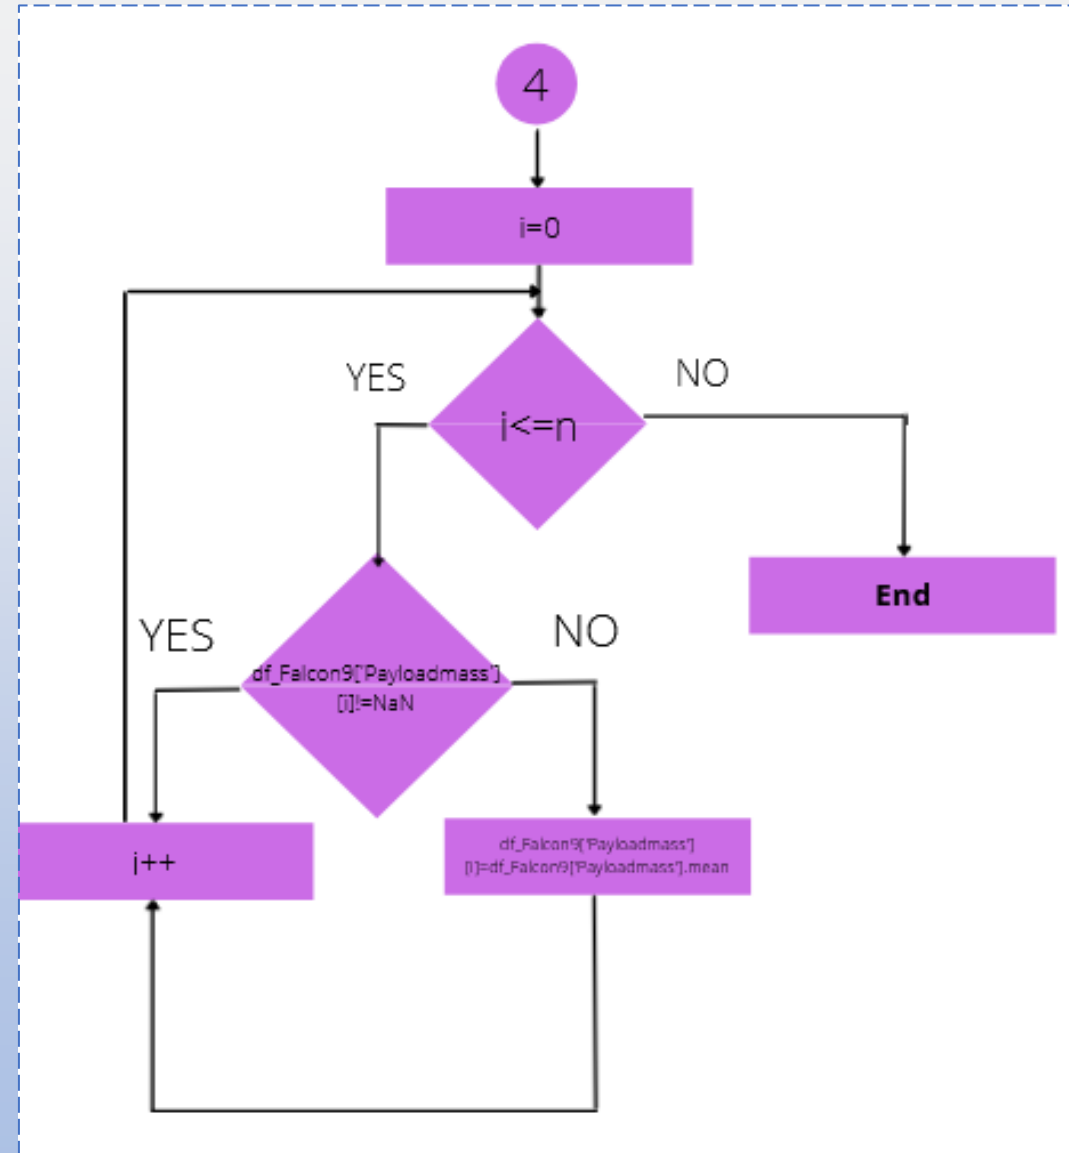 4
i=0
YES
NO
i<=n
End
YES
NO
df_Falcon9['Payloadmass']
[i]!=NaN
j++
df_Falcon9['Payloadmass']
[i]=df_Falcon9['Payloadmass'].mean